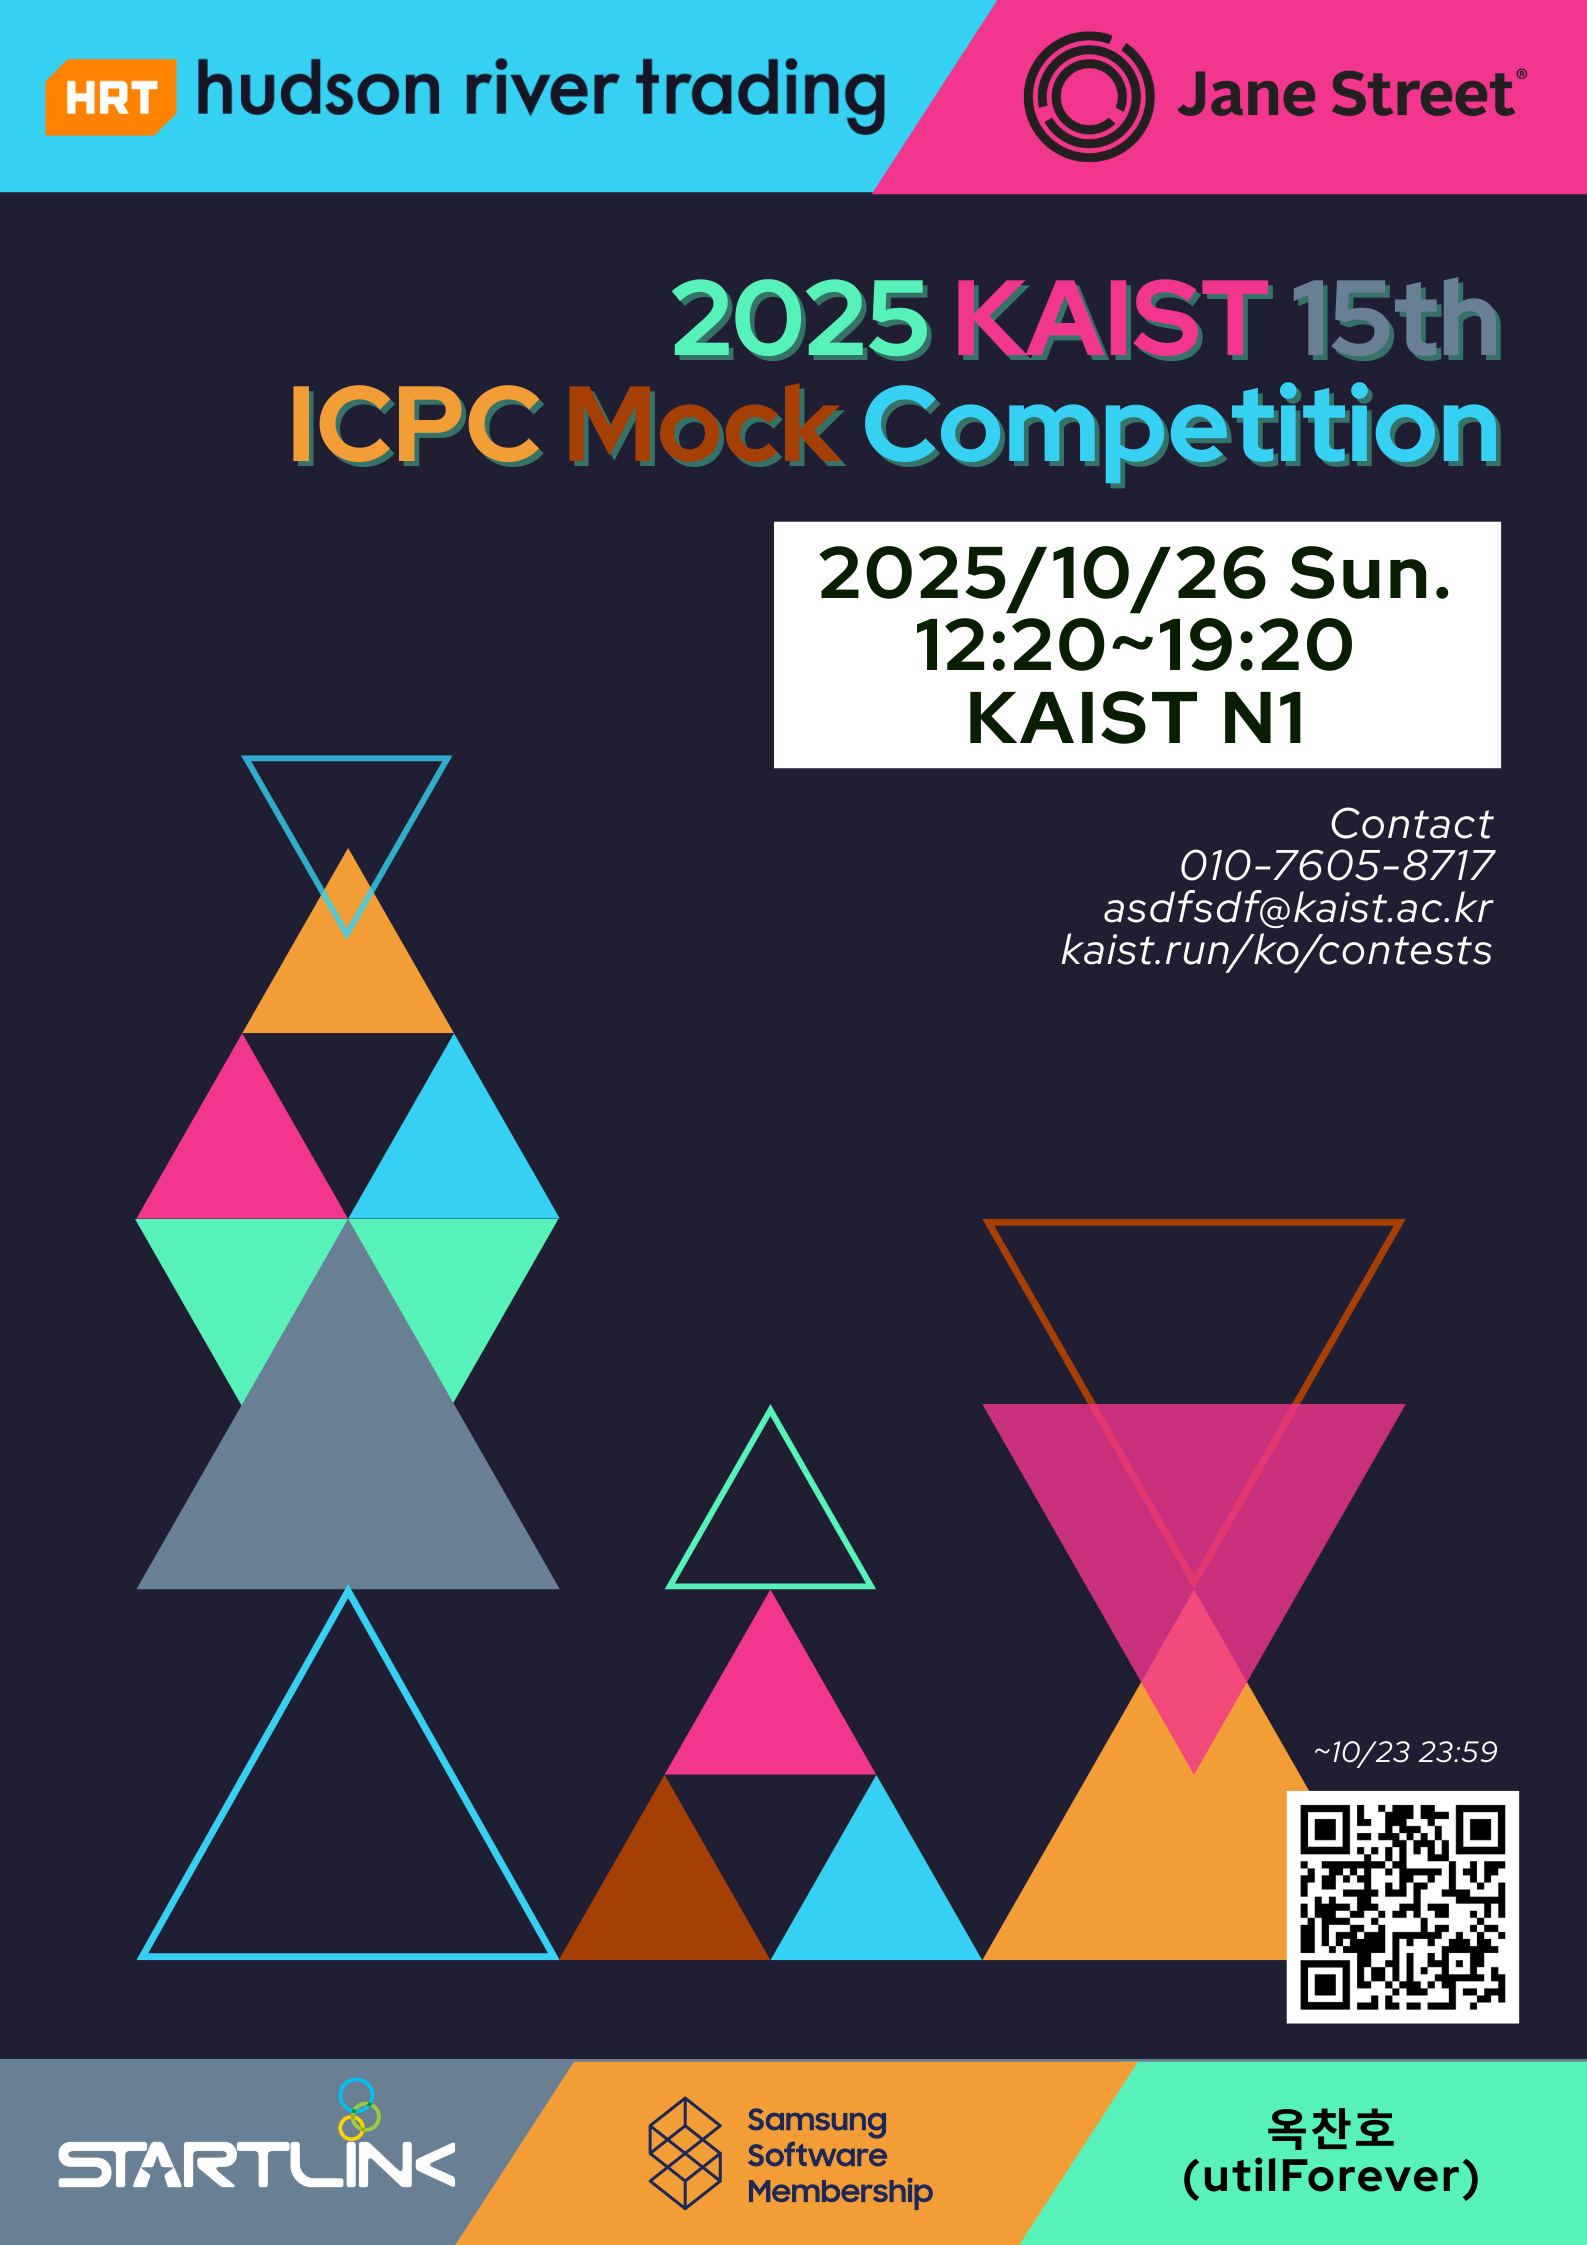 HRT hudson river trading
Jane Street®
2025 KAIST 15th
ICPC Mock Competition
2025/10/26 Sun.
12:20~19:20
KAIST N1
Contact
010-7605-8717
asdfsdf@kaist.ac.kr
kaist.run/ko/contests
~10/23 23:59
STARTLINK
Samsung
Software
Membership
옥찬호
(utilForever)